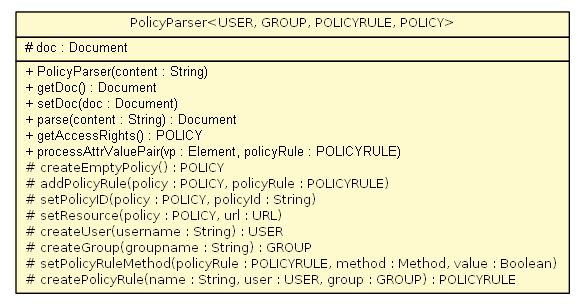 PolicyParser<USER, GROUP, POLICYRULE, POLICY>
# doc : Document
+ PolicyParser(content : String)
+ getDoc() : Document
+ setDoc(doc : Document)
+ parse(content : String) : Document
+ getAccessRights() : POLICY
+ processAttrValuePair(vp : Element, policyRule : POLICYRULE)
# createEmptyPolicy() : POLICY
# addPolicyRule(policy : POLICY, policyRule : POLICYRULE)
# setPolicyID(policy : POLICY, policyId : String)
# setResource(policy : POLICY, url : URL)
# createUser(username : String) : USER
# createGroup(groupname : String) : GROUP
# setPolicyRuleMethod(policyRule : POLICYRULE, method : Method, value : Boolean)
# createPolicyRule(name : String, user : USER, group : GROUP) : POLICYRULE